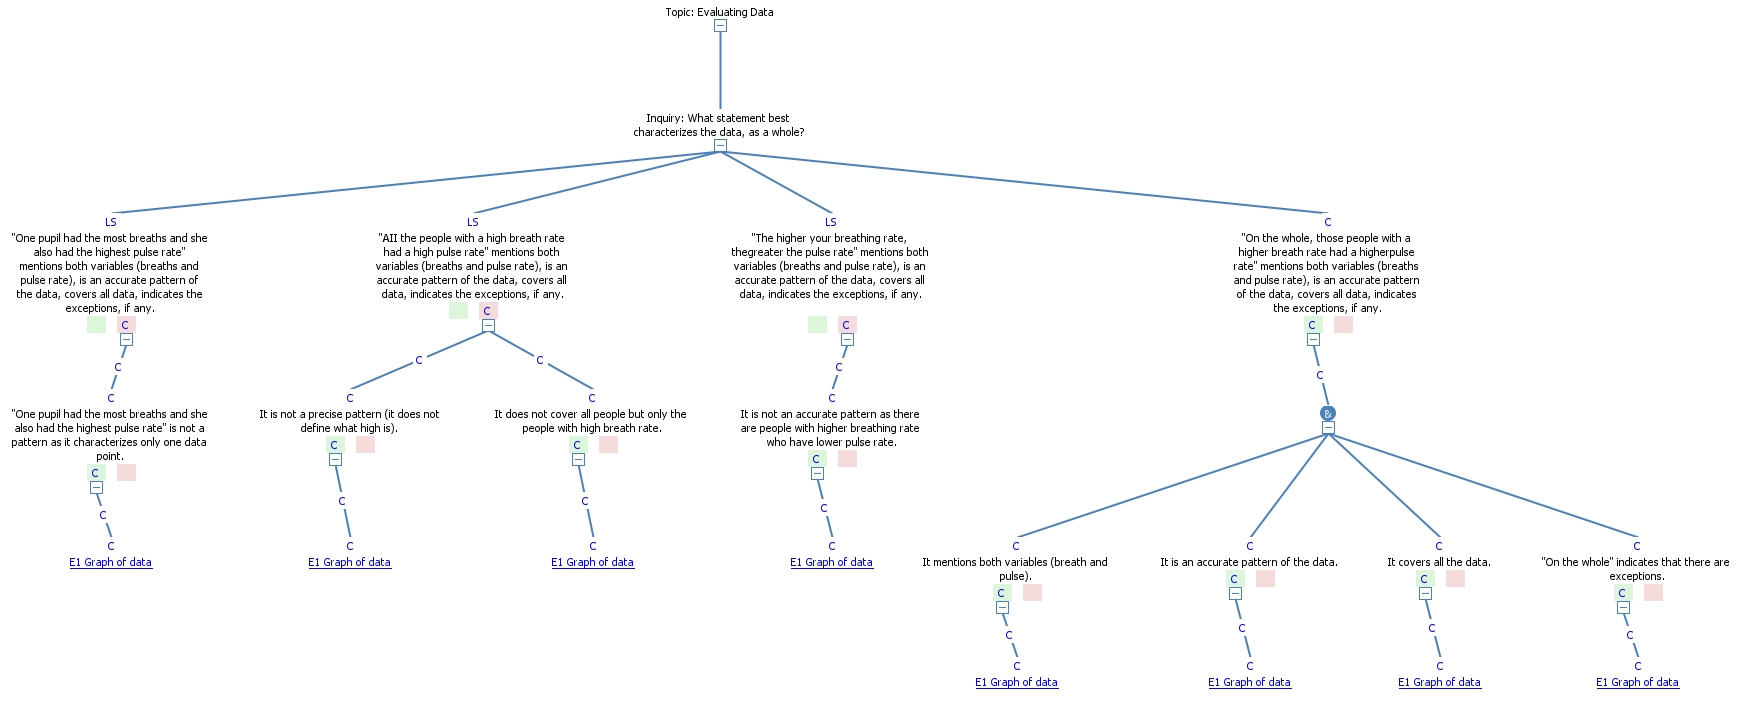 Topic: Evaluating Data
Inquiry: What statement best
characterizes the data, as a whole?
LS
"One pupil had the most breaths and she
also had the highest pulse rate"
mentions both variables (breaths and
pulse rate), is an accurate pattern of
the data, covers all data, indicates the
exceptions, if any.
C
C
C
"One pupil had the most breaths and she
also had the highest pulse rate" is not a
pattern as it characterizes only one data
point.
C
C
C
E1 Graph of data
LS
"AII the people with a high breath rate
had a high pulse rate" mentions both
variables (breaths and pulse rate), is an
accurate pattern of the data, covers all
data, indicates the exceptions, if any.
C
C
C
It is not a precise pattern (it does not
define what high is).
C
C
C
E1 Graph of data
C
C
It does not cover all people but only the
people with high breath rate.
C
C
C
E1 Graph of data
LS
"The higher your breathing rate,
thegreater the pulse rate" mentions both
variables (breaths and pulse rate), is an
accurate pattern of the data, covers all
data, indicates the exceptions, if any.
C
C
C
It is not an accurate pattern as there
are people with higher breathing rate
who have lower pulse rate.
C
C
C
E1 Graph of data
C
"On the whole, those people with a
higher breath rate had a higherpulse
rate" mentions both variables (breaths
and pulse rate), is an accurate pattern
of the data, covers all data, indicates
the exceptions, if any.
C
C
&
C
It mentions both variables (breath and
pulse).
C
C
C
E1 Graph of data
C
It is an accurate pattern of the data.
C
C
C
E1 Graph of data
C
It covers all the data.
C
C
C
E1 Graph of data
C
"On the whole" indicates that there are
exceptions.
C
C
C
E1 Graph of data